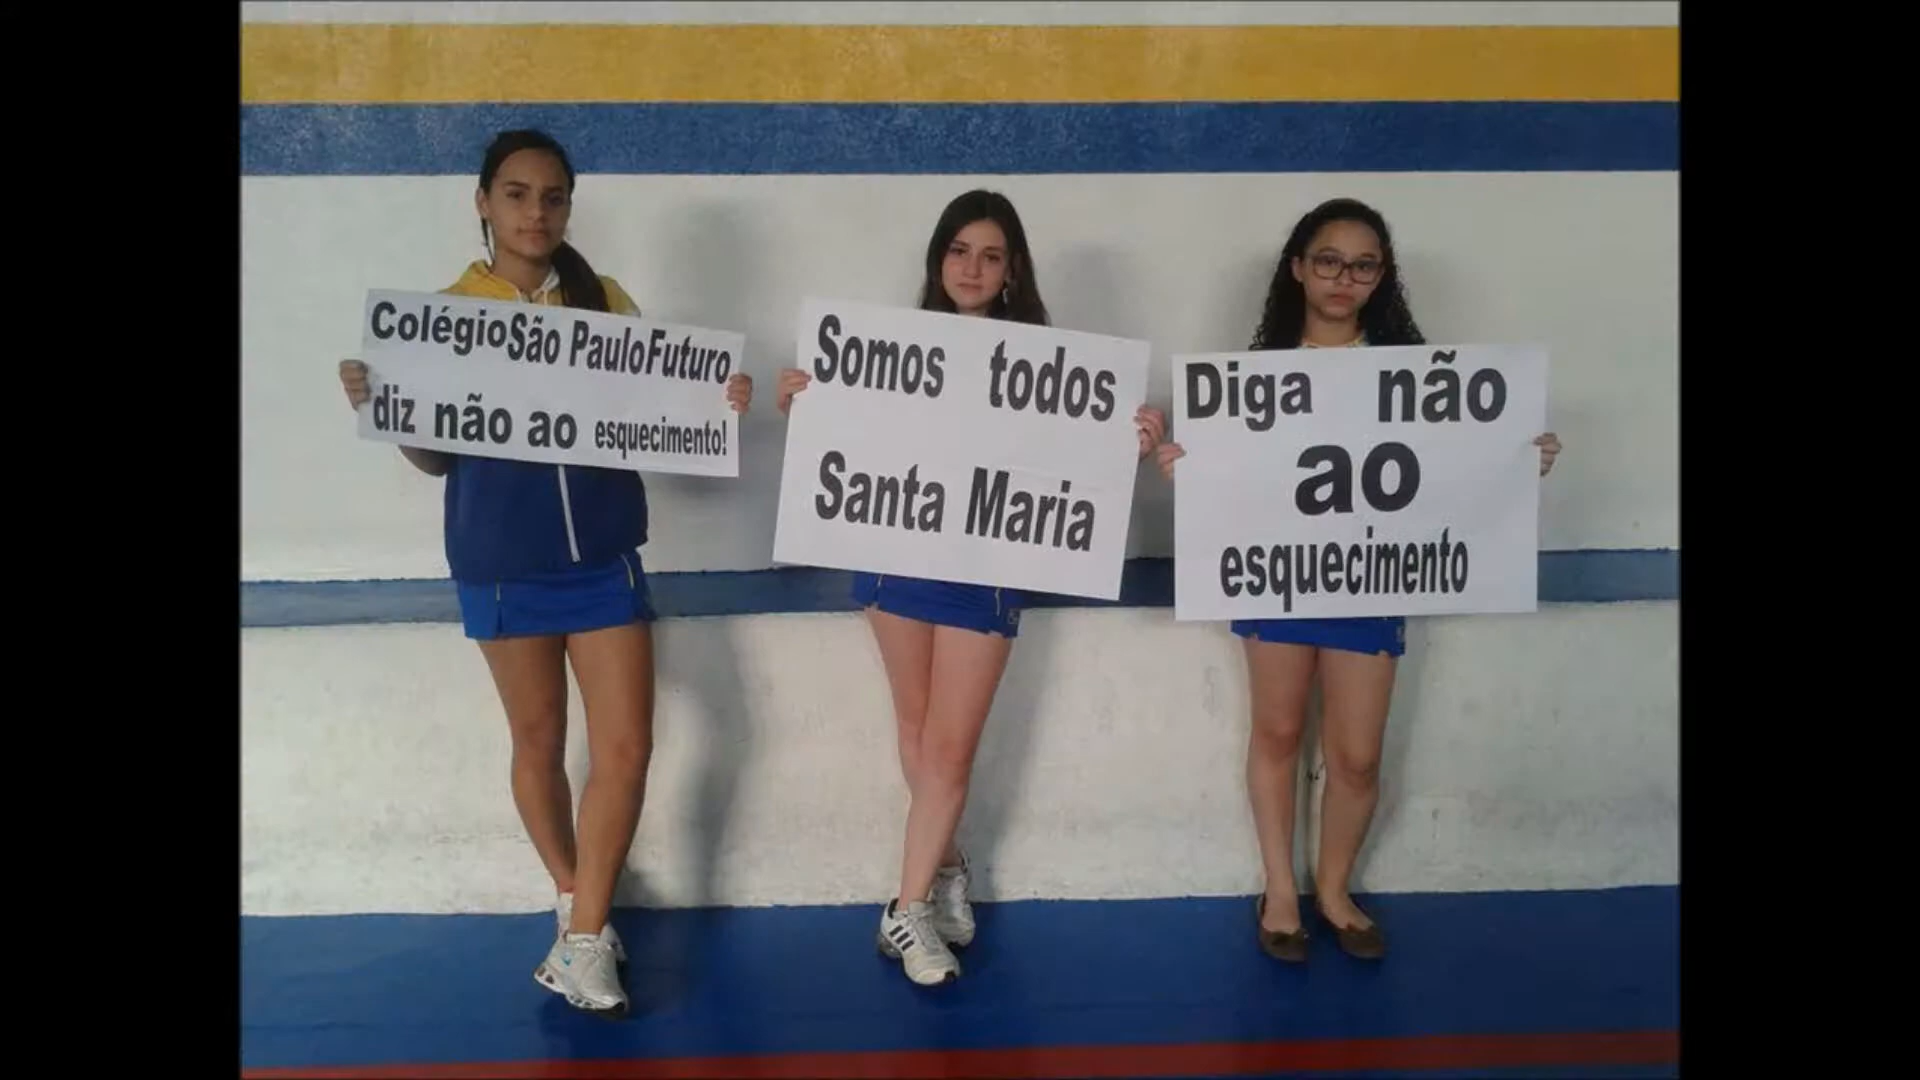 Colégio São Paulo Futuro
diz não ao esquecimento!
Somos todos
Santa Maria
Diga não
ao
esquecimento